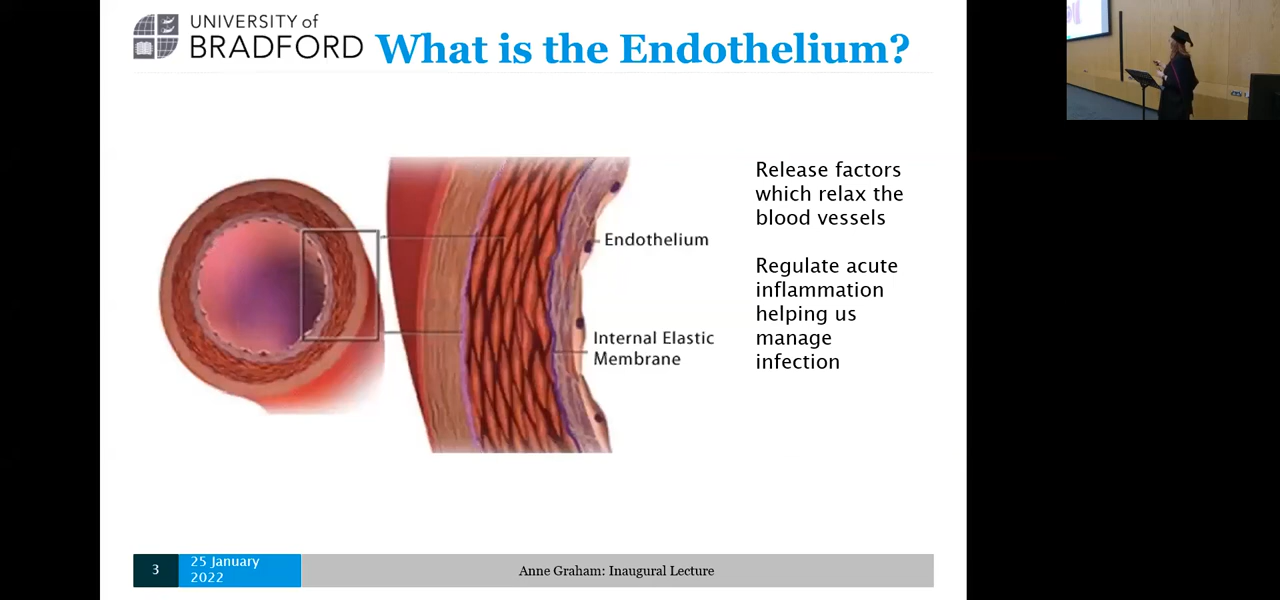 UNIVERSITY of
BRADFORD
What is the Endothelium?
Release factors
which relax the
blood vessels
Regulate acute
inflammation
helping us
manage
infection
Endothelium
Internal Elastic
Membrane
3
25 January
2022
Anne Graham: Inaugural Lecture